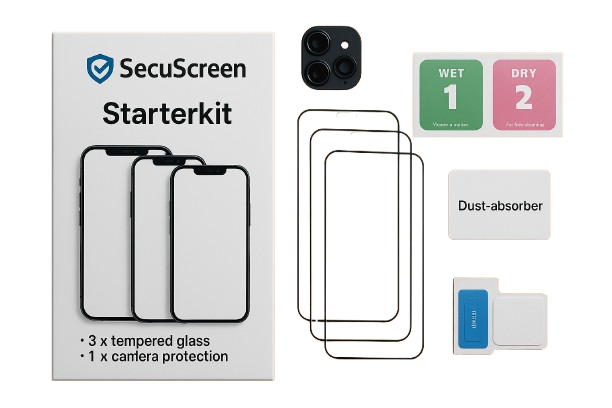 SecuScreen
Starterkit
• 3 x tempered glass
• 1 x camera protection
WET
1
DRY
2
Dust-absorber